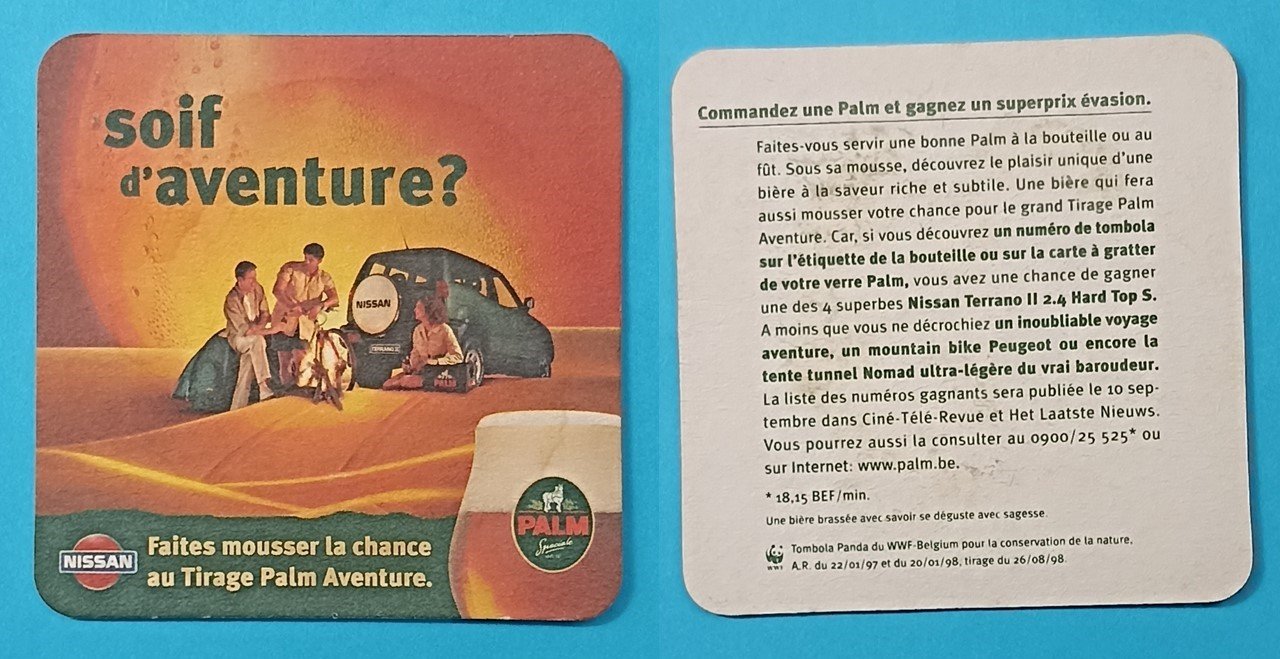 soif
d'aventure?
NISSAN
TERRANO II
PALM
PALM
Speciale
NISSAN
Faites mousser la chance
au Tirage Palm Aventure.
Commandez une Palm et gagnez un superprix évasion.
Faites-vous servir une bonne Palm à la bouteille ou au
fût. Sous sa mousse, découvrez le plaisir unique d'une
bière à la saveur riche et subtile. Une bière qui fera
aussi mousser votre chance pour le grand Tirage Palm
Aventure. Car, si vous découvrez un numéro de tombola
sur l'étiquette de la bouteille ou sur la carte à gratter
de votre verre Palm, vous avez une chance de gagner
une des 4 superbes Nissan Terrano II 2.4 Hard Top S.
A moins que vous ne décrochiez un inoubliable voyage
aventure, un mountain bike Peugeot ou encore la
tente tunnel Nomad ultra-légère du vrai baroudeur.
La liste des numéros gagnants sera publiée le 10 sep-
tembre dans Ciné-Télé-Revue et Het Laatste Nieuws.
Vous pourrez aussi la consulter au 0900/25 525* ou
sur Internet: www.palm.be.
* 18,15 BEF/min.
Une bière brassée avec savoir se déguste avec sagesse.
WWF
Tombola Panda du WWF-Belgium pour la conservation de la nature.
A.R. du 22/01/97 et du 20/01/98, tirage du 26/08/98.